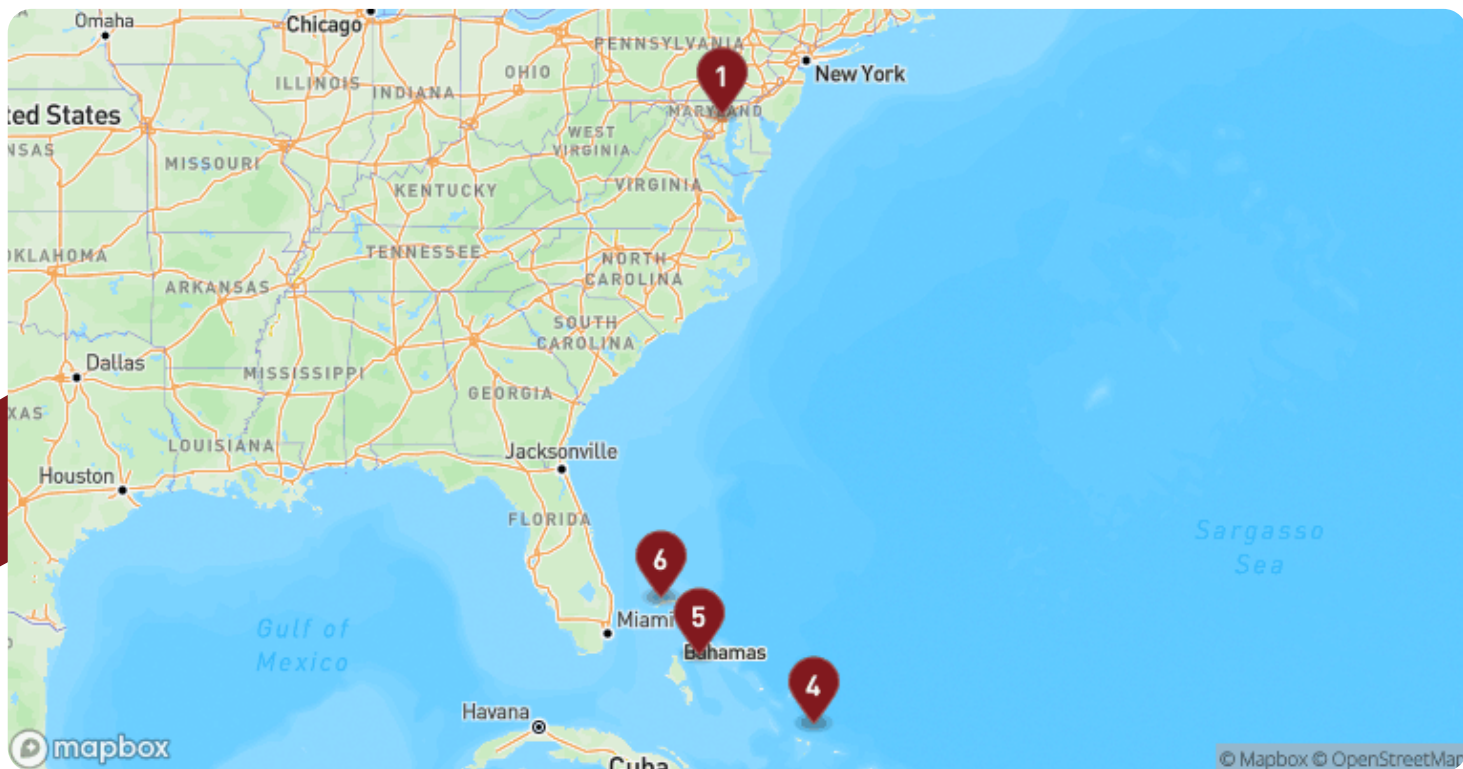 Omaha
Chicago
PENNSYLVANIA
New York
1
OHIO
ILLINOIS
INDIANA
ted States
MARYLAND
NSAS
WEST
VIRGINIA
MISSOURI
KENTUCKY
VIRGINIA
OKLAHOMA
TENNESSEE
NORTH
CAROLINA
ARKANSAS
SOUTH
CAROLINA
Dallas
MISSISSIPPI
GEORGIA
XAS
LOUISIANA
Jacksonville
Houston
FLORIDA
Sargasso
Sea
6
5
Miami
Gulf of
Mexico
Bahamas
4
Havana
mapbox
Cuba
© Mapbox © OpenStreetMap